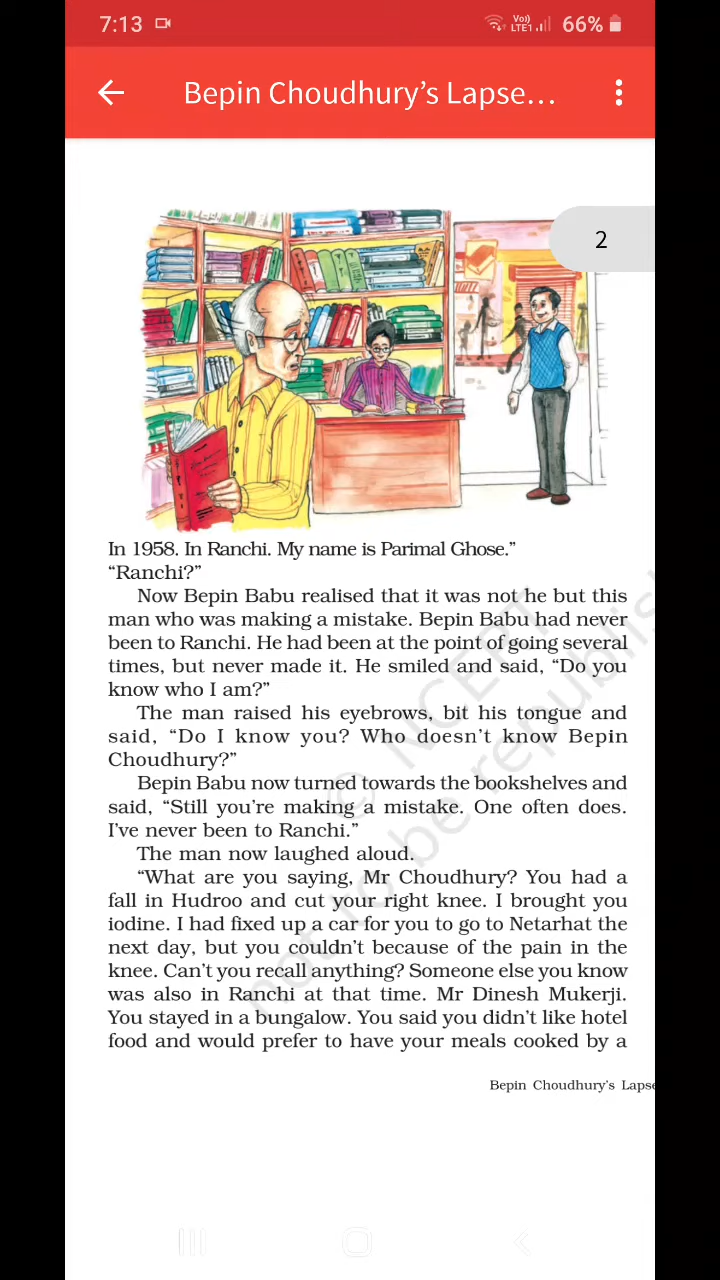 7:13
Vo))
LTE1
66%
Bepin Choudhury's Lapse...
2
In 1958. In Ranchi. My name is Parimal Ghose."
"Ranchi?"
Now Bepin Babu realised that it was not he but this
man who was making a mistake. Bepin Babu had never
been to Ranchi. He had been at the point of going several
times, but never made it. He smiled and said, "Do you
know who I am?"
The man raised his eyebrows, bit his tongue and
said, "Do I know you? Who doesn't know Bepin
Choudhury?"
Bepin Babu now turned towards the bookshelves and
said, "Still you're making a mistake. One often does.
I've never been to Ranchi."
The man now laughed aloud.
"What are you saying, Mr Choudhury? You had a
fall in Hudroo and cut your right knee. I brought you
iodine. I had fixed up a car for you to go to Netarhat the
next day, but you couldn't because of the pain in the
knee. Can't you recall anything? Someone else you know
was also in Ranchi at that time. Mr Dinesh Mukerji.
You stayed in a bungalow. You said you didn't like hotel
food and would prefer to have your meals cooked by a
Bepin Choudhury's Lapse
© NCERT
not to be republish